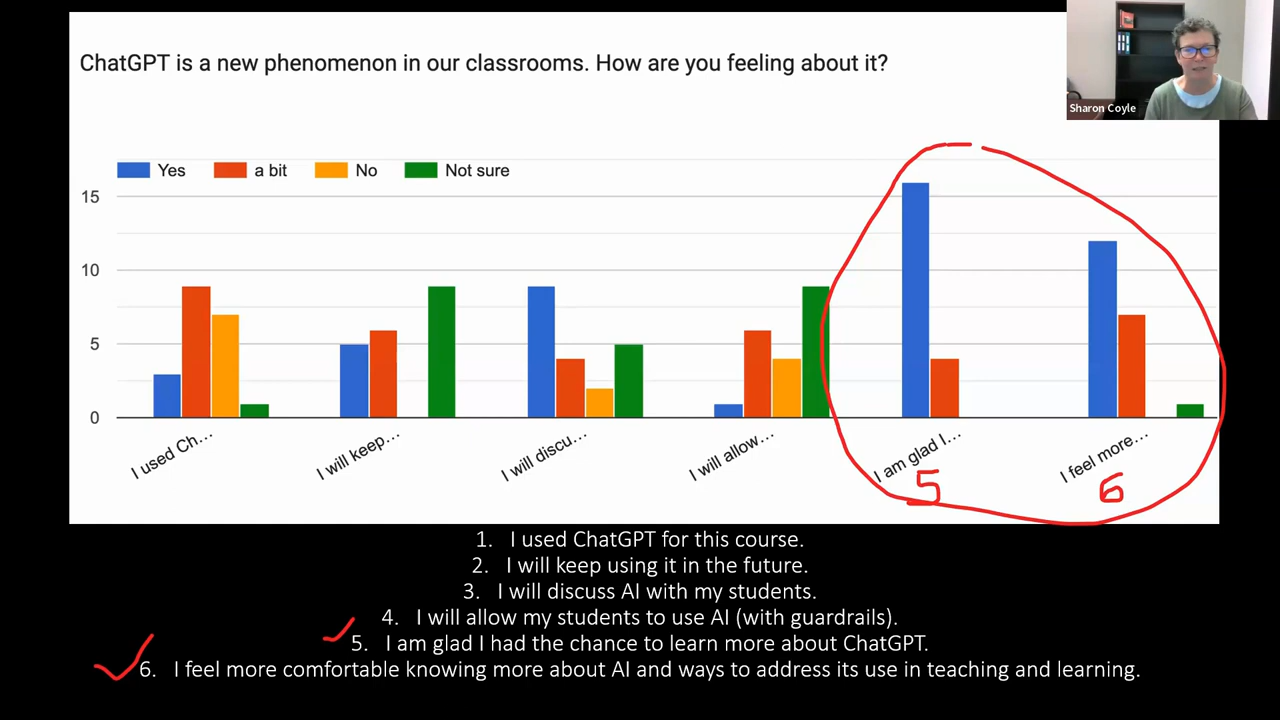 ChatGPT is a new phenomenon in our classrooms. How are you feeling about it?
Sharon Coyle
Yes
a bit
No
Not sure
15
10
5
0
I used Ch...
I will keep...
I will discu...
I will allow...
I am glad I...
I feel more...
5
6
1. I used ChatGPT for this course.
2. I will keep using it in the future.
3. I will discuss AI with my students.
4. I will allow my students to use AI (with guardrails).
5. I am glad I had the chance to learn more about ChatGPT.
6. I feel more comfortable knowing more about AI and ways to address its use in teaching and learning.